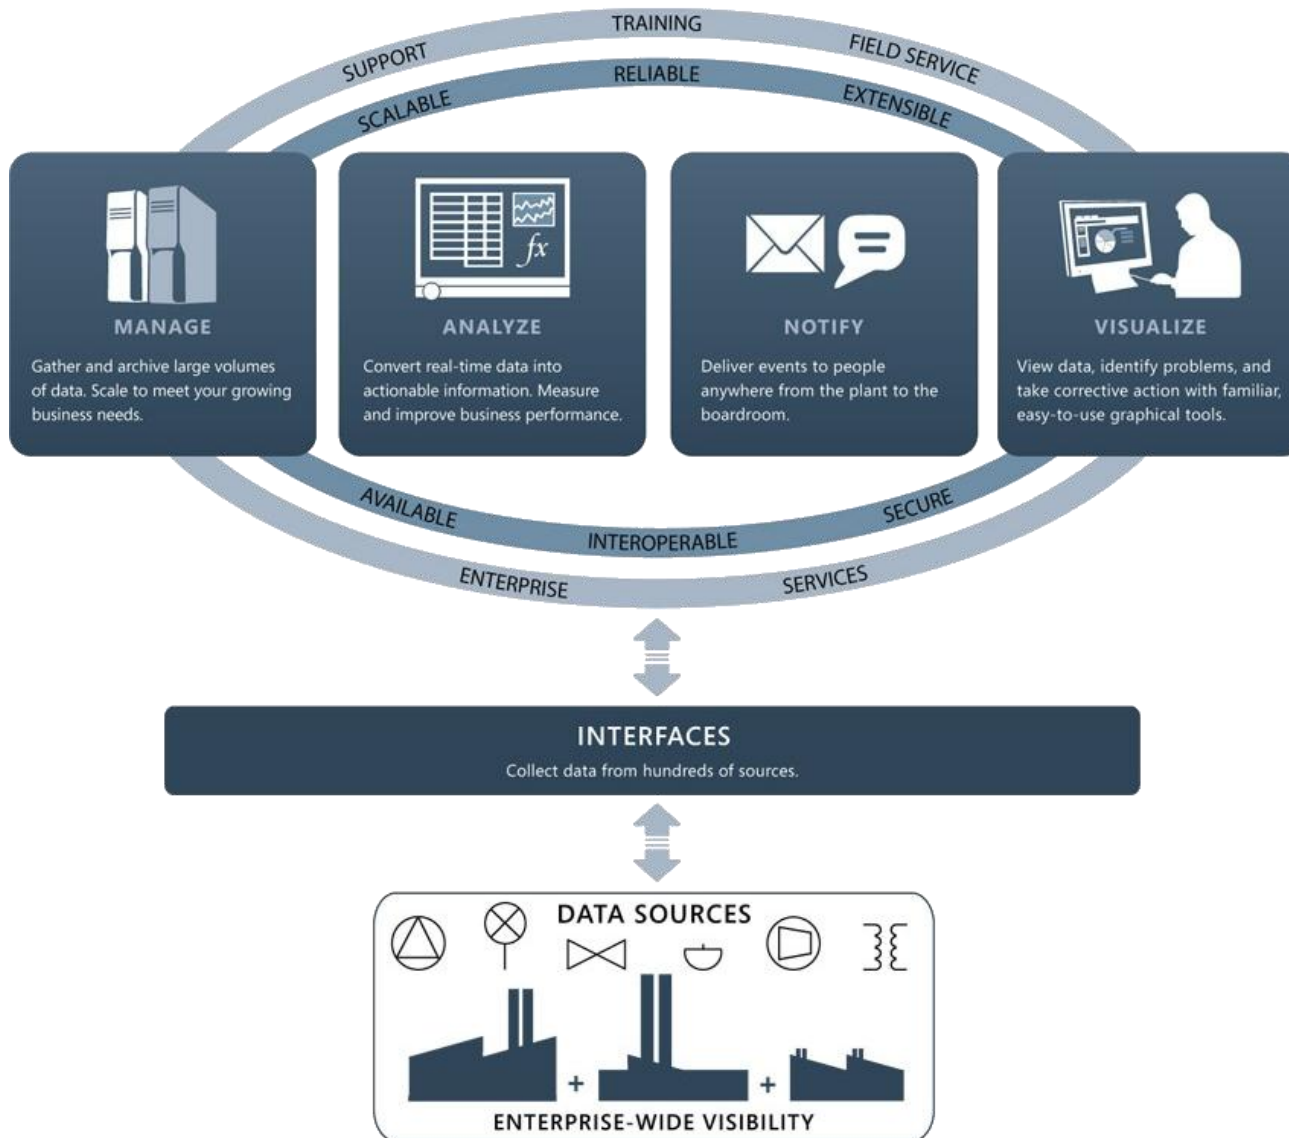 TRAINING
SUPPORT
FIELD SERVICE
RELIABLE
SCALABLE
EXTENSIBLE
fx
MANAGE
Gather and archive large volumes
of data. Scale to meet your growing
business needs.
ANALYZE
Convert real-time data into
actionable information. Measure
and improve business performance.
NOTIFY
Deliver events to people
anywhere from the plant to the
boardroom.
VISUALIZE
View data, identify problems, and
take corrective action with familiar,
easy-to-use graphical tools.
AVAILABLE
SECURE
INTEROPERABLE
ENTERPRISE
SERVICES
INTERFACES
Collect data from hundreds of sources.
DATA SOURCES
+ +
ENTERPRISE-WIDE VISIBILITY